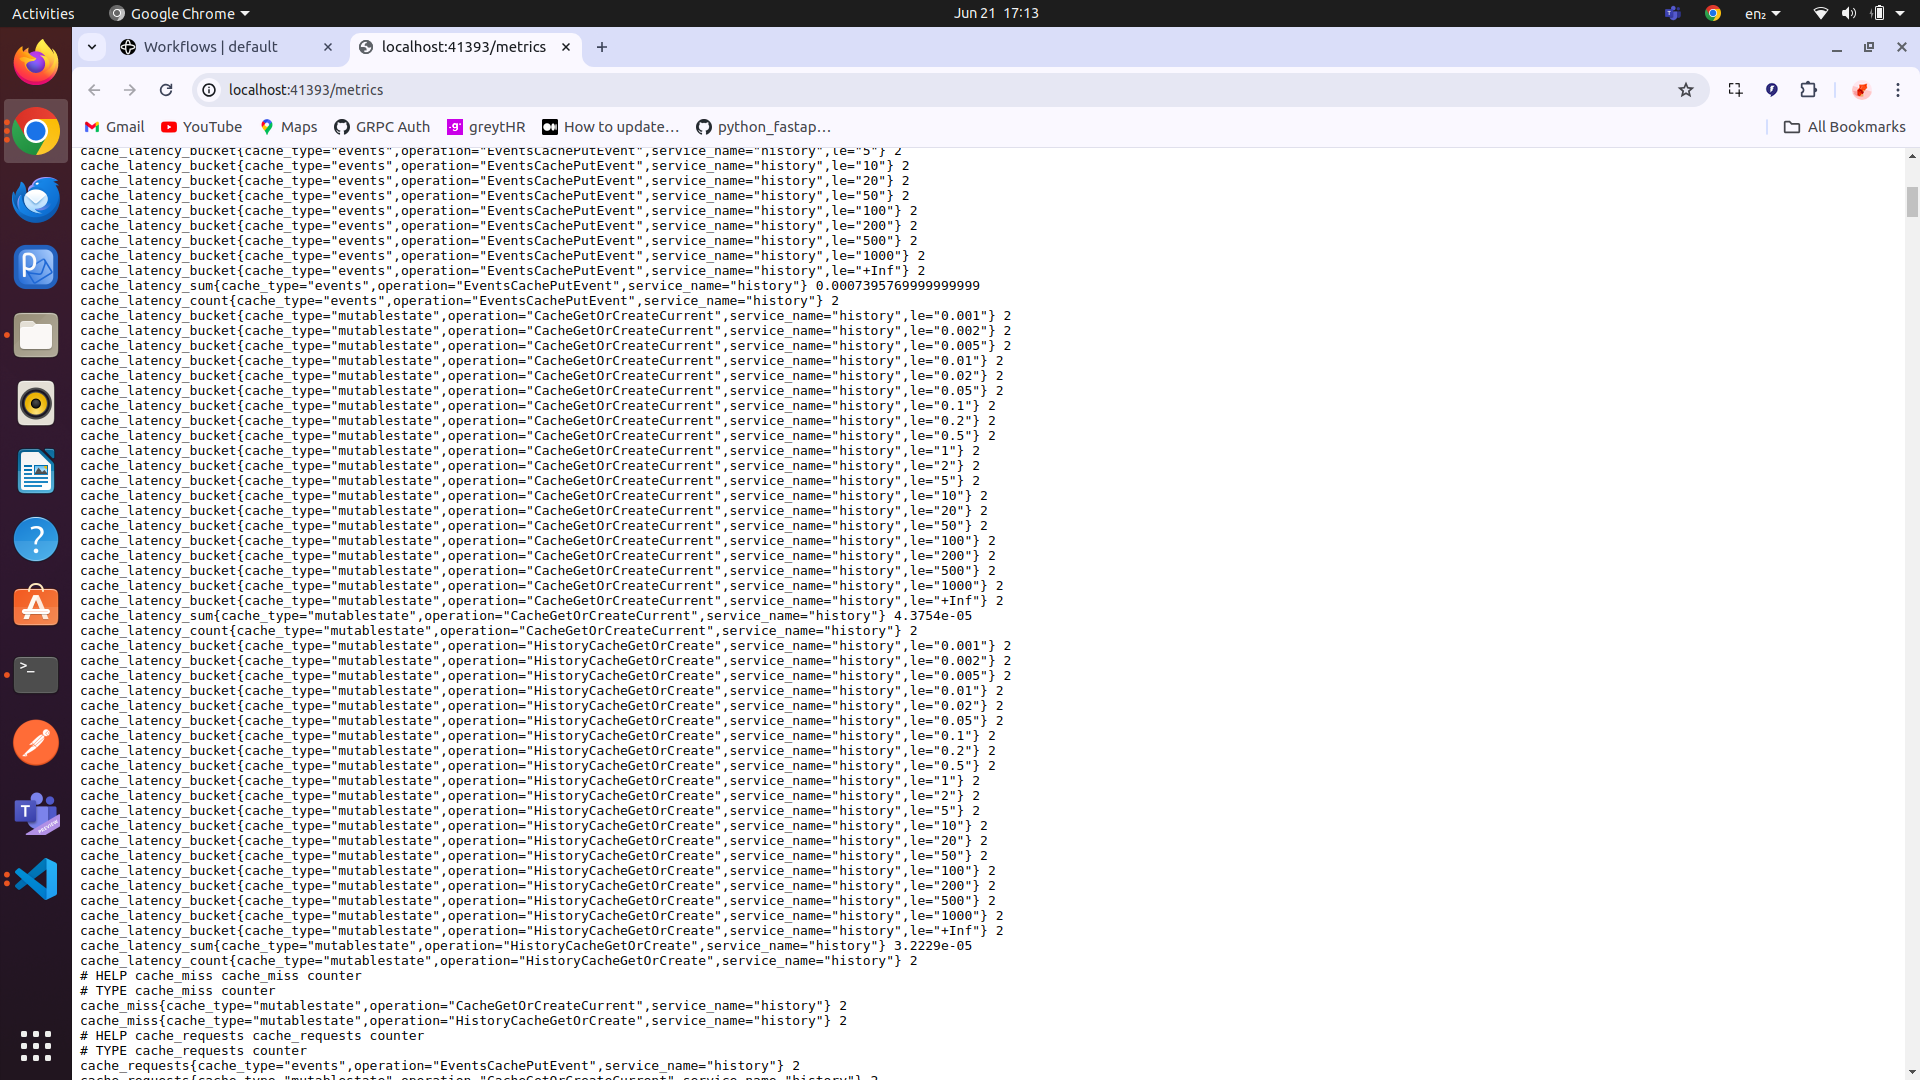 Activities
Google Chrome
Jun 21 17:13
en₂
Workflows | default
localhost:41393/metrics
localhost:41393/metrics
Gmail
YouTube
Maps
GRPC Auth
greytHR
How to update…
python_fastap…
All Bookmarks
cache_latency_bucket{cache_type="events",operation="EventsCachePutEvent",service_name="history",le="5"} 2
cache_latency_bucket{cache_type="events",operation="EventsCachePutEvent",service_name="history",le="10"} 2
cache_latency_bucket{cache_type="events",operation="EventsCachePutEvent",service_name="history",le="20"} 2
cache_latency_bucket{cache_type="events",operation="EventsCachePutEvent",service_name="history",le="50"} 2
cache_latency_bucket{cache_type="events",operation="EventsCachePutEvent",service_name="history",le="100"} 2
cache_latency_bucket{cache_type="events",operation="EventsCachePutEvent",service_name="history",le="200"} 2
cache_latency_bucket{cache_type="events",operation="EventsCachePutEvent",service_name="history",le="500"} 2
cache_latency_bucket{cache_type="events",operation="EventsCachePutEvent",service_name="history",le="1000"} 2
cache_latency_bucket{cache_type="events",operation="EventsCachePutEvent",service_name="history",le="+Inf"} 2
cache_latency_sum{cache_type="events",operation="EventsCachePutEvent",service_name="history"} 0.0007395769999999999
cache_latency_count{cache_type="events",operation="EventsCachePutEvent",service_name="history"} 2
cache_latency_bucket{cache_type="mutablestate",operation="CacheGetOrCreateCurrent",service_name="history",le="0.001"} 2
cache_latency_bucket{cache_type="mutablestate",operation="CacheGetOrCreateCurrent",service_name="history",le="0.002"} 2
cache_latency_bucket{cache_type="mutablestate",operation="CacheGetOrCreateCurrent",service_name="history",le="0.005"} 2
cache_latency_bucket{cache_type="mutablestate",operation="CacheGetOrCreateCurrent",service_name="history",le="0.01"} 2
cache_latency_bucket{cache_type="mutablestate",operation="CacheGetOrCreateCurrent",service_name="history",le="0.02"} 2
cache_latency_bucket{cache_type="mutablestate",operation="CacheGetOrCreateCurrent",service_name="history",le="0.05"} 2
cache_latency_bucket{cache_type="mutablestate",operation="CacheGetOrCreateCurrent",service_name="history",le="0.1"} 2
cache_latency_bucket{cache_type="mutablestate",operation="CacheGetOrCreateCurrent",service_name="history",le="0.2"} 2
cache_latency_bucket{cache_type="mutablestate",operation="CacheGetOrCreateCurrent",service_name="history",le="0.5"} 2
cache_latency_bucket{cache_type="mutablestate",operation="CacheGetOrCreateCurrent",service_name="history",le="1"} 2
cache_latency_bucket{cache_type="mutablestate",operation="CacheGetOrCreateCurrent",service_name="history",le="2"} 2
cache_latency_bucket{cache_type="mutablestate",operation="CacheGetOrCreateCurrent",service_name="history",le="5"} 2
cache_latency_bucket{cache_type="mutablestate",operation="CacheGetOrCreateCurrent",service_name="history",le="10"} 2
cache_latency_bucket{cache_type="mutablestate",operation="CacheGetOrCreateCurrent",service_name="history",le="20"} 2
cache_latency_bucket{cache_type="mutablestate",operation="CacheGetOrCreateCurrent",service_name="history",le="50"} 2
cache_latency_bucket{cache_type="mutablestate",operation="CacheGetOrCreateCurrent",service_name="history",le="100"} 2
cache_latency_bucket{cache_type="mutablestate",operation="CacheGetOrCreateCurrent",service_name="history",le="200"} 2
cache_latency_bucket{cache_type="mutablestate",operation="CacheGetOrCreateCurrent",service_name="history",le="500"} 2
cache_latency_bucket{cache_type="mutablestate",operation="CacheGetOrCreateCurrent",service_name="history",le="1000"} 2
cache_latency_bucket{cache_type="mutablestate",operation="CacheGetOrCreateCurrent",service_name="history",le="+Inf"} 2
cache_latency_sum{cache_type="mutablestate",operation="CacheGetOrCreateCurrent",service_name="history"} 4.3754e-05
cache_latency_count{cache_type="mutablestate",operation="CacheGetOrCreateCurrent",service_name="history"} 2
cache_latency_bucket{cache_type="mutablestate",operation="HistoryCacheGetOrCreate",service_name="history",le="0.001"} 2
cache_latency_bucket{cache_type="mutablestate",operation="HistoryCacheGetOrCreate",service_name="history",le="0.002"} 2
cache_latency_bucket{cache_type="mutablestate",operation="HistoryCacheGetOrCreate",service_name="history",le="0.005"} 2
cache_latency_bucket{cache_type="mutablestate",operation="HistoryCacheGetOrCreate",service_name="history",le="0.01"} 2
cache_latency_bucket{cache_type="mutablestate",operation="HistoryCacheGetOrCreate",service_name="history",le="0.02"} 2
cache_latency_bucket{cache_type="mutablestate",operation="HistoryCacheGetOrCreate",service_name="history",le="0.05"} 2
cache_latency_bucket{cache_type="mutablestate",operation="HistoryCacheGetOrCreate",service_name="history",le="0.1"} 2
cache_latency_bucket{cache_type="mutablestate",operation="HistoryCacheGetOrCreate",service_name="history",le="0.2"} 2
cache_latency_bucket{cache_type="mutablestate",operation="HistoryCacheGetOrCreate",service_name="history",le="0.5"} 2
cache_latency_bucket{cache_type="mutablestate",operation="HistoryCacheGetOrCreate",service_name="history",le="1"} 2
cache_latency_bucket{cache_type="mutablestate",operation="HistoryCacheGetOrCreate",service_name="history",le="2"} 2
cache_latency_bucket{cache_type="mutablestate",operation="HistoryCacheGetOrCreate",service_name="history",le="5"} 2
cache_latency_bucket{cache_type="mutablestate",operation="HistoryCacheGetOrCreate",service_name="history",le="10"} 2
cache_latency_bucket{cache_type="mutablestate",operation="HistoryCacheGetOrCreate",service_name="history",le="20"} 2
cache_latency_bucket{cache_type="mutablestate",operation="HistoryCacheGetOrCreate",service_name="history",le="50"} 2
cache_latency_bucket{cache_type="mutablestate",operation="HistoryCacheGetOrCreate",service_name="history",le="100"} 2
cache_latency_bucket{cache_type="mutablestate",operation="HistoryCacheGetOrCreate",service_name="history",le="200"} 2
cache_latency_bucket{cache_type="mutablestate",operation="HistoryCacheGetOrCreate",service_name="history",le="500"} 2
cache_latency_bucket{cache_type="mutablestate",operation="HistoryCacheGetOrCreate",service_name="history",le="1000"} 2
cache_latency_bucket{cache_type="mutablestate",operation="HistoryCacheGetOrCreate",service_name="history",le="+Inf"} 2
cache_latency_sum{cache_type="mutablestate",operation="HistoryCacheGetOrCreate",service_name="history"} 3.2229e-05
cache_latency_count{cache_type="mutablestate",operation="HistoryCacheGetOrCreate",service_name="history"} 2
# HELP cache_miss cache_miss counter
# TYPE cache_miss counter
cache_miss{cache_type="mutablestate",operation="CacheGetOrCreateCurrent",service_name="history"} 2
cache_miss{cache_type="mutablestate",operation="HistoryCacheGetOrCreate",service_name="history"} 2
# HELP cache_requests cache_requests counter
# TYPE cache_requests counter
cache_requests{cache_type="events",operation="EventsCachePutEvent",service_name="history"} 2
cache_requests{cache_type="mutablestate",operation="CacheGetOrCreateCurrent",service_name="history"} 2